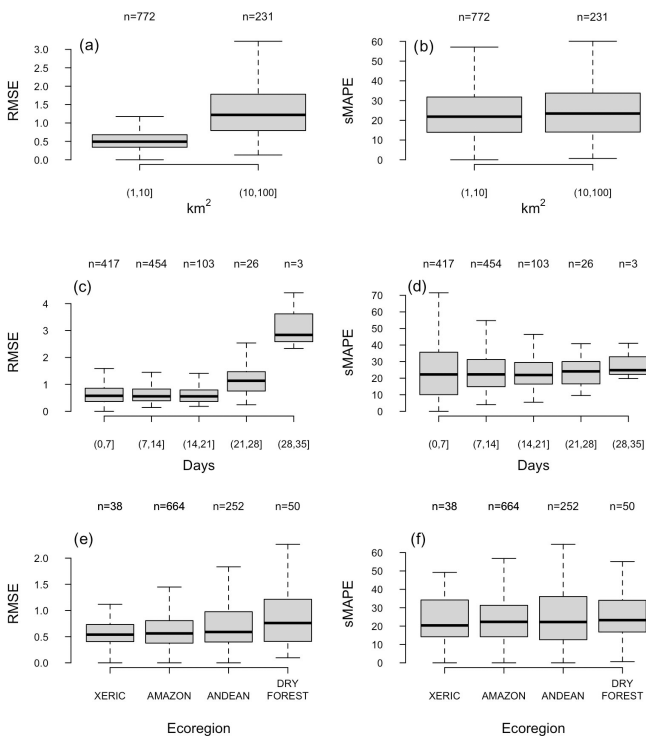 n=772 n=231
(a)
RMSE
3.0
2.5
2.0
1.5
1.0
0.5
0.0
(1,10] (10,100]
km²
n=772 n=231
(b)
sMAPE
60
50
40
30
20
10
0
(1,10] (10,100]
km²
n=417 n=454 n=103 n=26 n=3
(c)
RMSE
4
3
2
1
0
(0,7] (7,14] (14,21] (21,28] (28,35]
Days
n=417 n=454 n=103 n=26 n=3
(d)
sMAPE
70
60
50
40
30
20
10
0
(0,7] (7,14] (14,21] (21,28] (28,35]
Days
n=38 n=664 n=252 n=50
(e)
RMSE
2.0
1.5
1.0
0.5
0.0
XERIC AMAZON ANDEAN DRY
FOREST
Ecoregion
n=38 n=664 n=252 n=50
(f)
sMAPE
60
50
40
30
20
10
0
XERIC AMAZON ANDEAN DRY
FOREST
Ecoregion